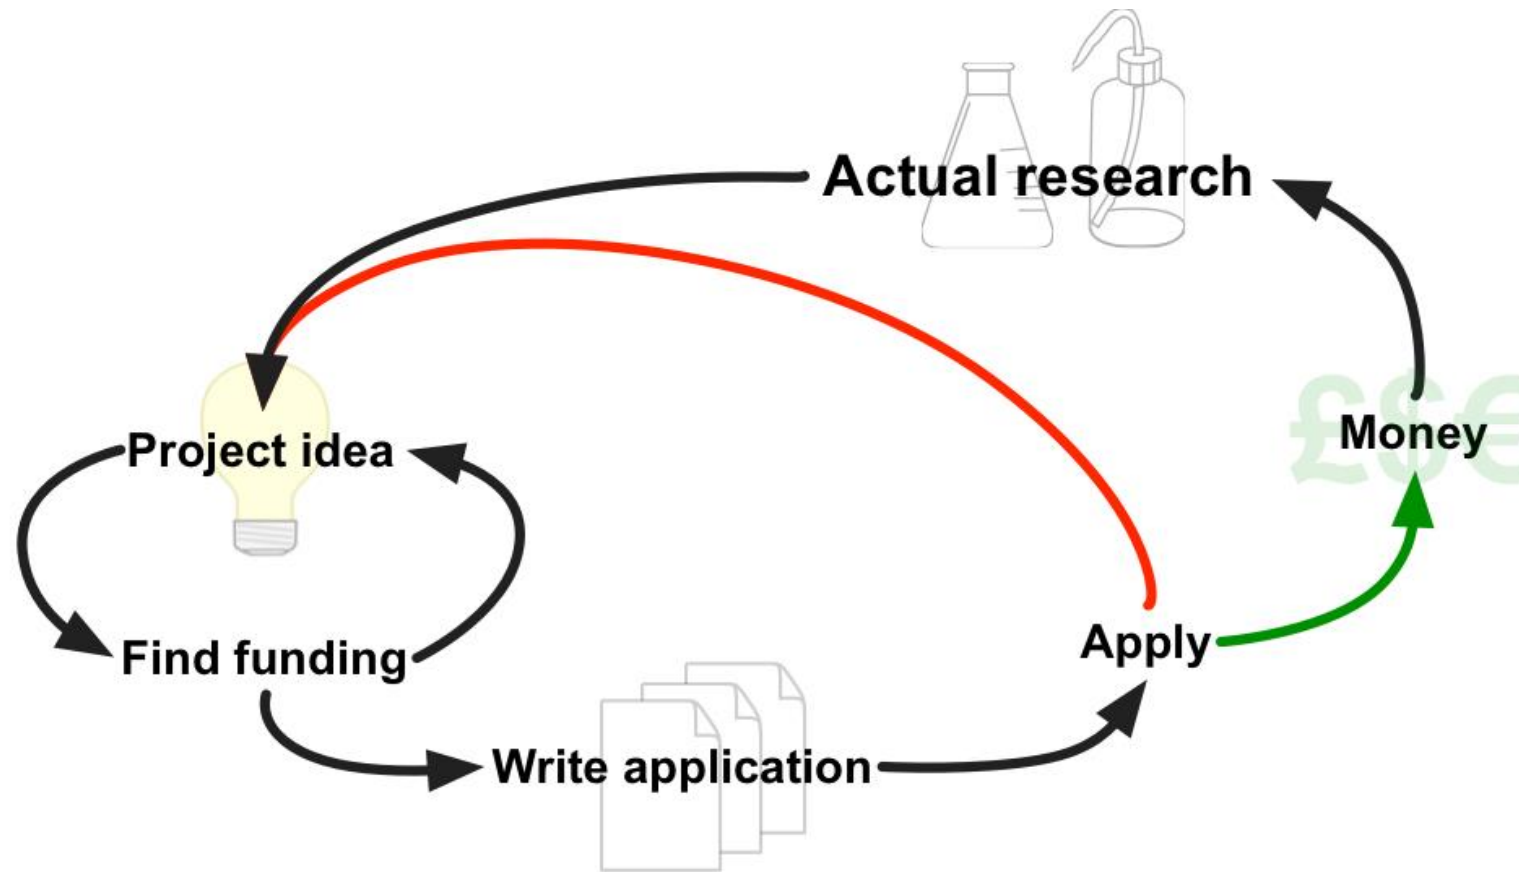 Actual research
Project idea
£$€
Money
Find funding
Apply
Write application